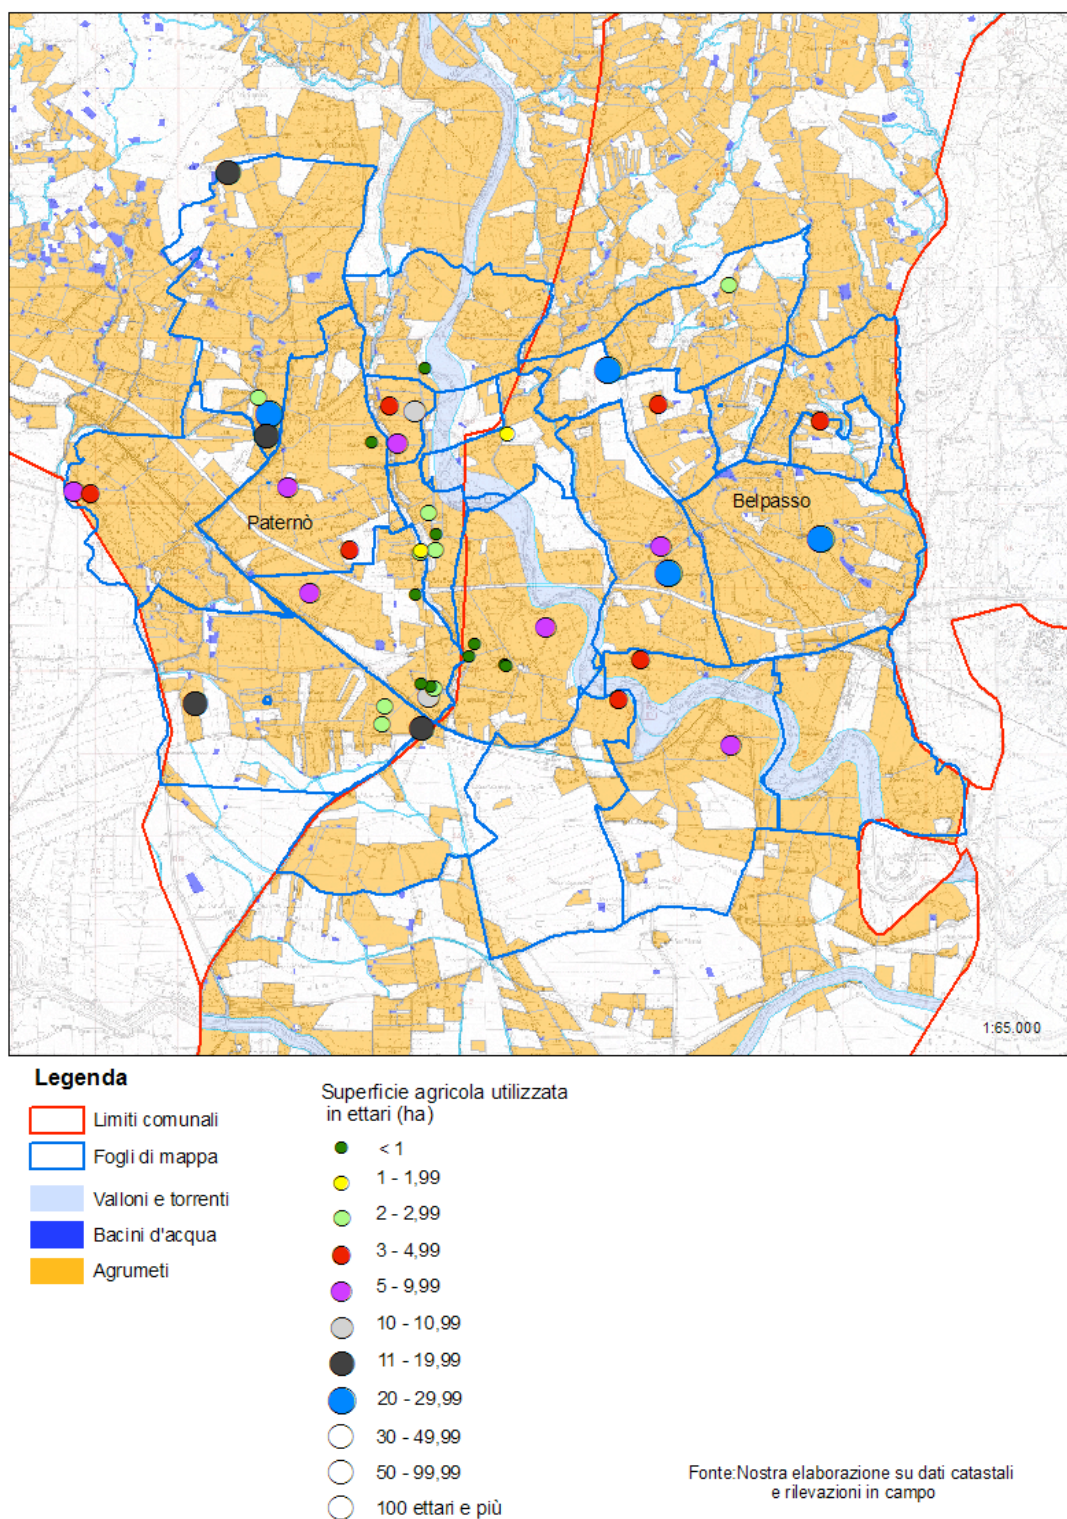 Paternò
Belpasso
1:65.000
Legenda
Limiti comunali
Fogli di mappa
Valloni e torrenti
Bacini d'acqua
Agrumeti
Superficie agricola utilizzata
in ettari (ha)
< 1
1 - 1,99
2 - 2,99
3 - 4,99
5 - 9,99
10 - 10,99
11 - 19,99
20 - 29,99
30 - 49,99
50 - 99,99
100 ettari e più
Fonte:Nostra elaborazione su dati catastali
e rilevazioni in campo